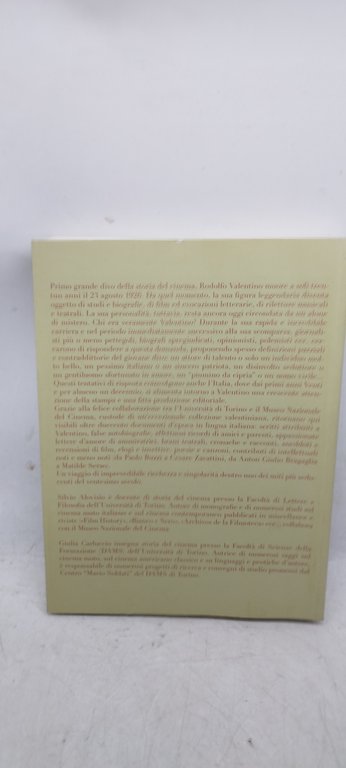 Primo grande divo della storia del cinema, Rodolfo Valentino muore a soli tren-
tun anni il 23 agosto 1926. Da quel momento, la sua figura leggendaria diventa
oggetto di studi e biografie, di film ed evocazioni letterarie, di riletture musicali
e teatrali. La sua personalità, tuttavia, resta ancora oggi circondata da un alone
di mistero. Chi era veramente Valentino? Durante la sua rapida e incredibile
carriera e nel periodo immediatamente successivo alla sua scomparsa, giornali-
sti più o meno pettegoli, biografi spregiudicati, opinionisti, polemisti ecc. cer-
carono di rispondere a questa domanda, proponendo spesso definizioni parziali
e contraddittorie del giovane divo: un attore di talento o solo un individuo mol-
to bello, un pessimo italiano o un sincero patriota, un disinvolto seduttore o
un gentiluomo sfortunato in amore, un "piumino da cipria" o un uomo virile...
Questi tentativi di risposta coinvolgono anche l'Italia, dove dai primi anni Venti
e per almeno un decennio, si alimenta intorno a Valentino una crescente atten-
zione della stampa e una fitta produzione editoriale.
Grazie alla felice collaborazione tra l'Università di Torino e il Museo Nazionale
del Cinema, custode di un'eccezionale collezione valentiniana, ritornano qui
visibili oltre duecento documenti d'epoca in lingua italiana: scritti attribuiti a
Valentino, false autobiografie, affettuosi ricordi di amici e parenti, appassionate
lettere d'amore di ammiratrici, brani teatrali, cronache e racconti, aneddoti e
recensioni di film, elogi e invettive, poesie e canzoni, contributi di intellettuali
noti e meno noti, da Paolo Buzzi a Cesare Zavattini, da Anton Giulio Bragaglia
a Matilde Serao.
Un viaggio di imprevedibile ricchezza e singolarità dentro uno dei miti più seduc-
centi del ventesimo secolo.
Silvio Alovisio è docente di storia del cinema presso la Facoltà di Lettere e
Filosofia dell'Università di Torino. Autore di monografie e di numerosi studi sul
cinema muto italiano e sul cinema contemporaneo pubblicati in miscellanee e
riviste («Film History», «Bianco e Nero», «Archivos de la Filmoteca» ecc.), collabora
con il Museo Nazionale del Cinema.
Giulia Carluccio insegna storia del cinema presso la Facoltà di Scienze della
Formazione (DAMS) dell'Università di Torino. Autrice di numerosi saggi sul
cinema muto, sul cinema americano classico e su linguaggi e poetiche d'autore,
è responsabile di numerosi progetti di ricerca e convegni di studio promossi dal
Centro "Mario Soldati" del DAMS di Torino.